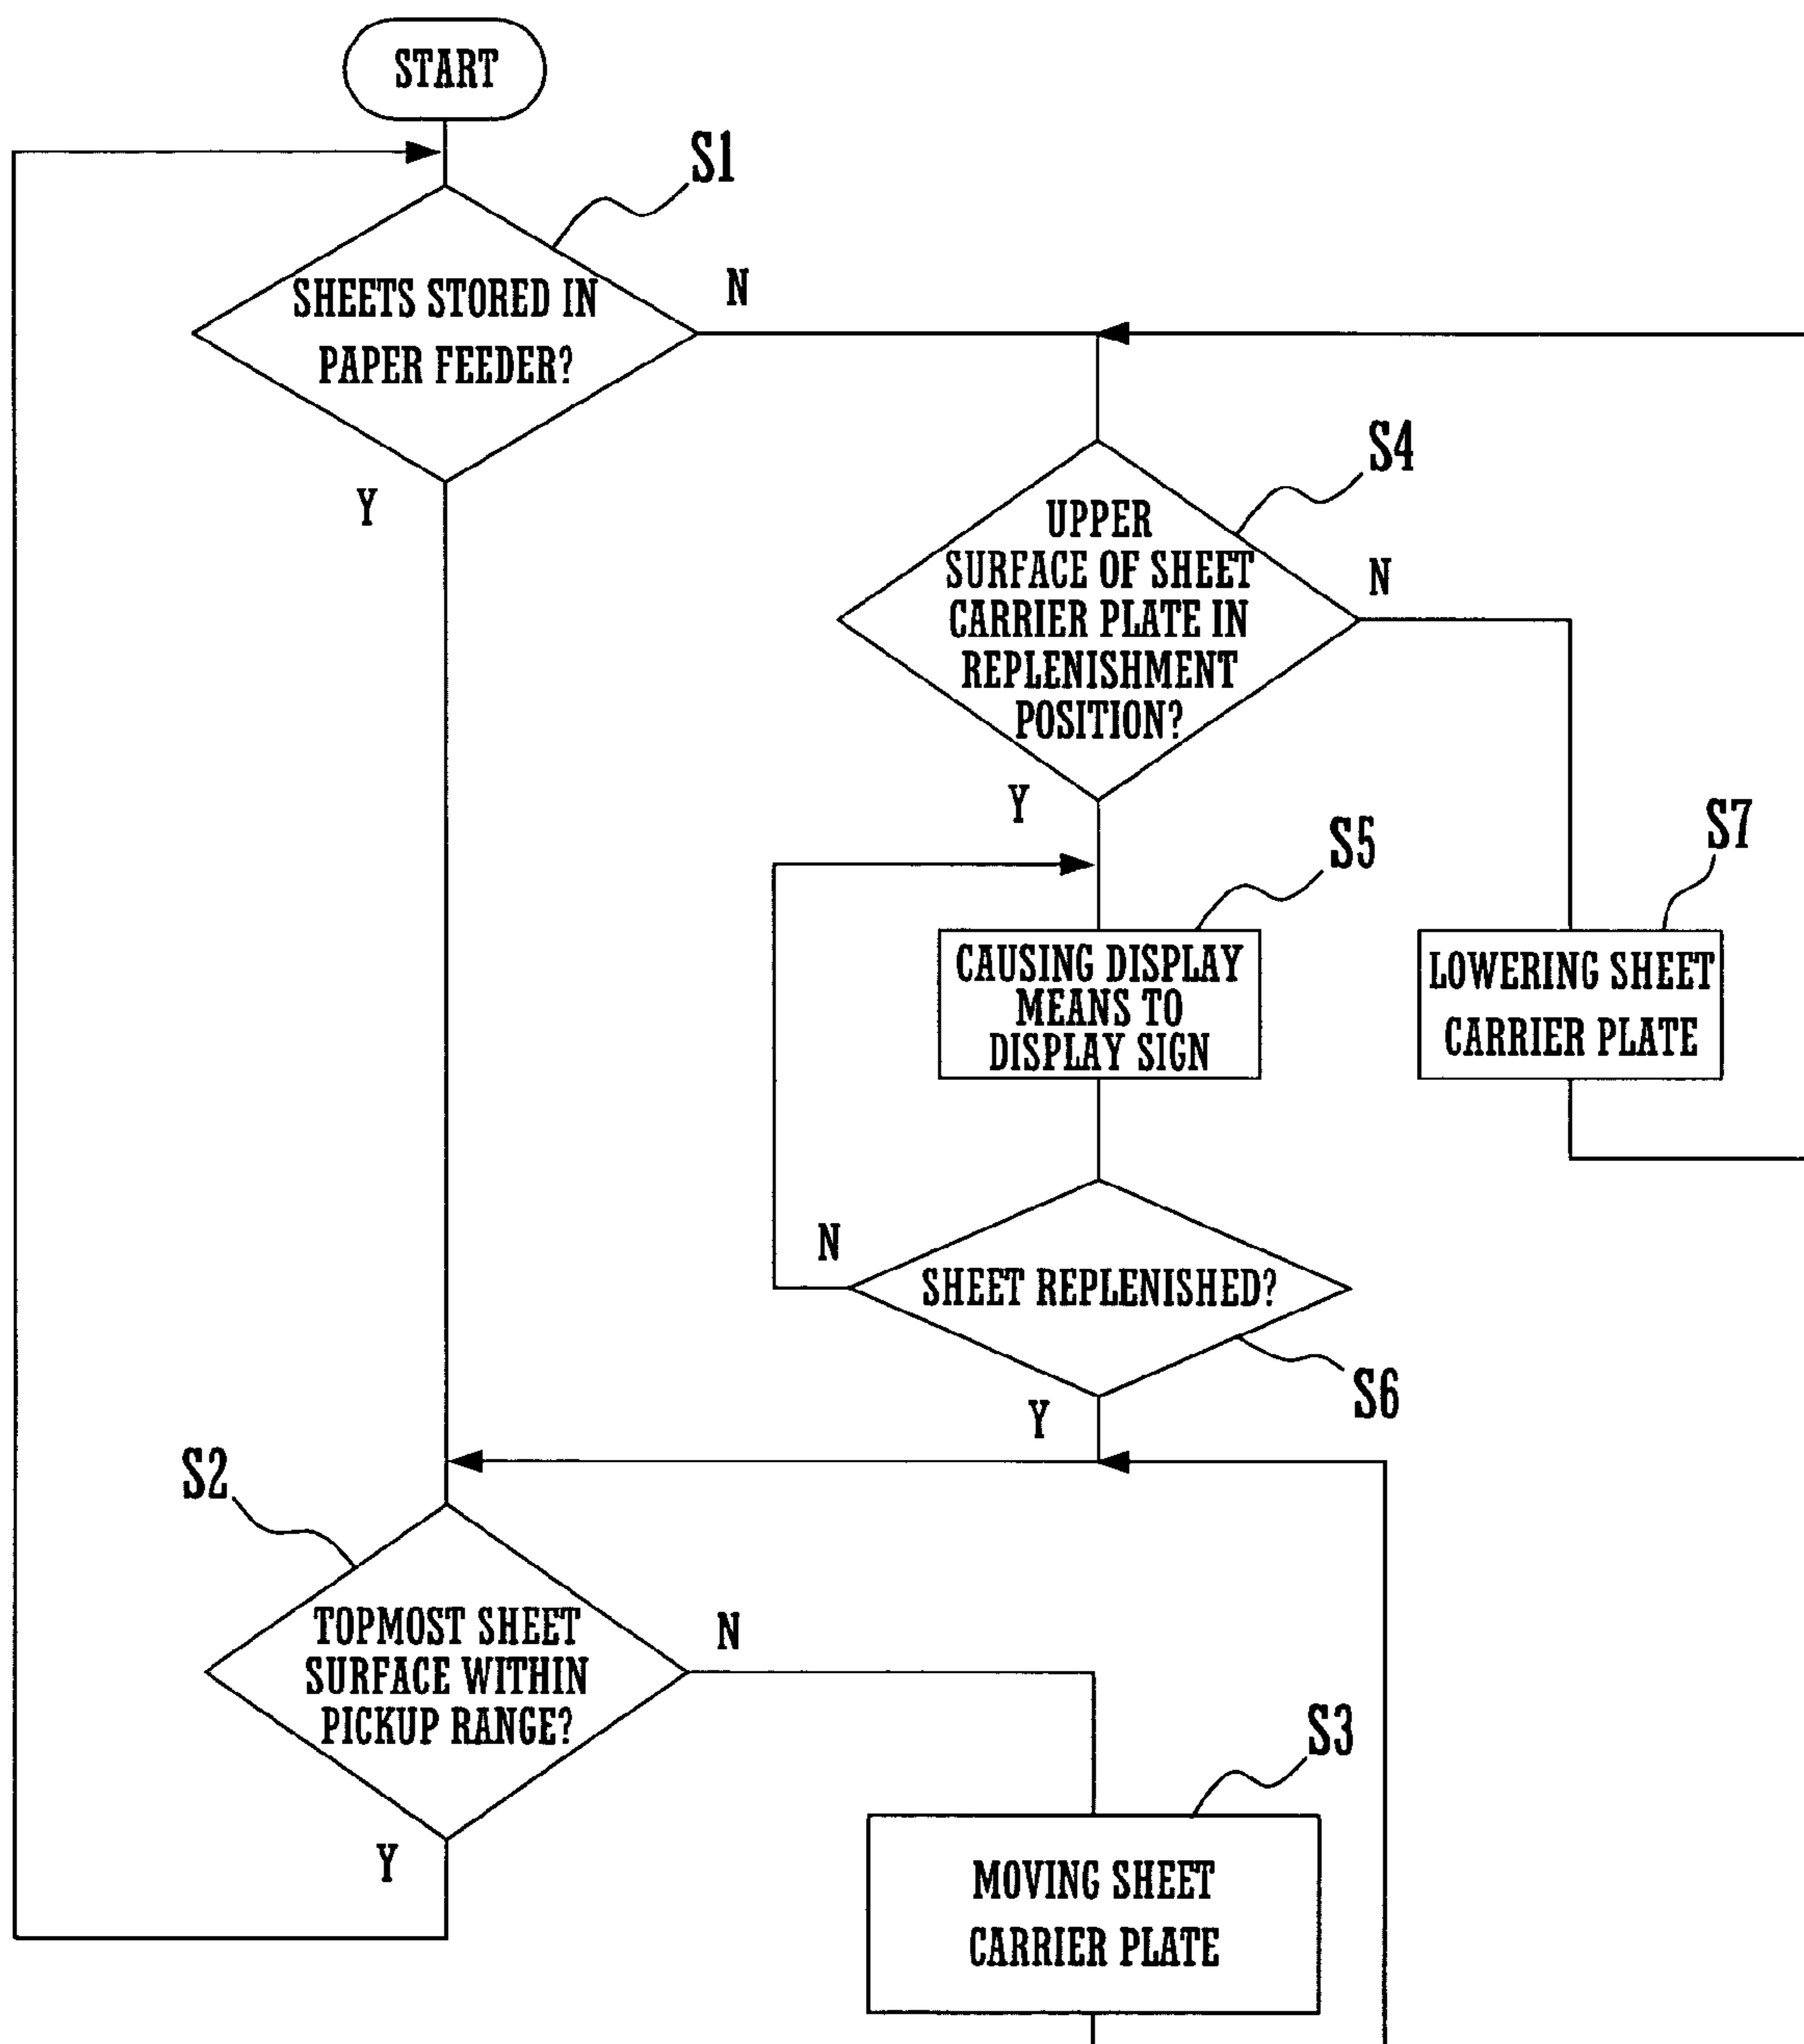 START
S1
SHEETS STORED IN
PAPER FEEDER?
N
Y
S4
UPPER
SURFACE OF SHEET
CARRIER PLATE IN
REPLENISHMENT
POSITION?
N
Y
S5
CAUSING DISPLAY
MEANS TO
DISPLAY SIGN
S7
LOWERING SHEET
CARRIER PLATE
N
SHEET REPLENISHED?
S6
Y
S2
TOPMOST SHEET
SURFACE WITHIN
PICKUP RANGE?
N
Y
S3
MOVING SHEET
CARRIER PLATE